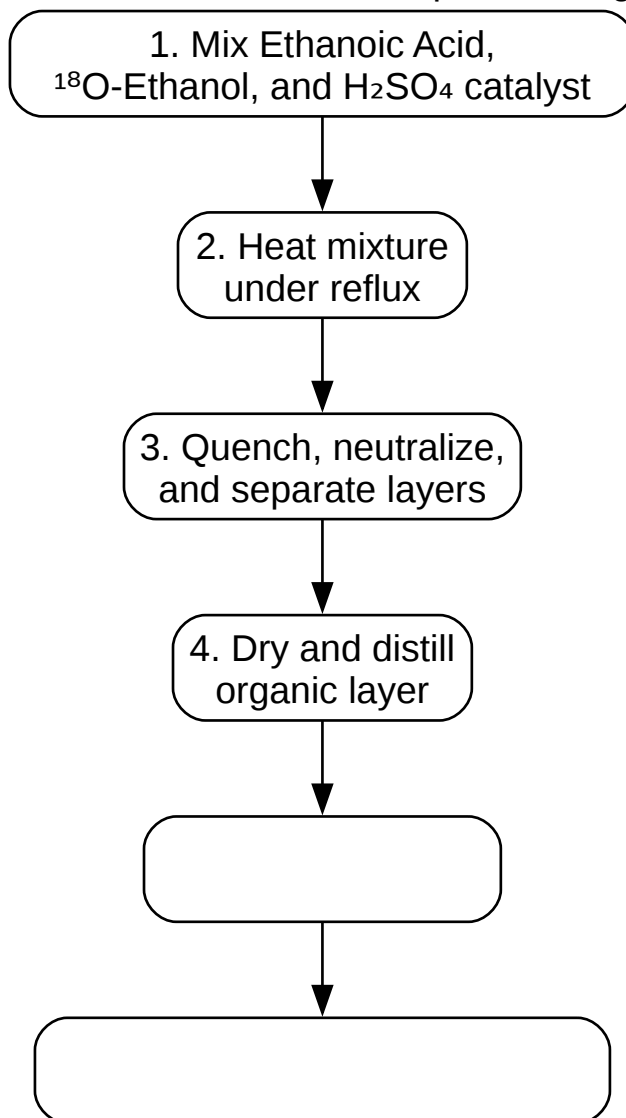 1. Mix Ethanoic Acid,
¹⁸O-Ethanol, and H₂SO₄ catalyst
2. Heat mixture
under reflux
3. Quench, neutralize,
and separate layers
4. Dry and distill
organic layer